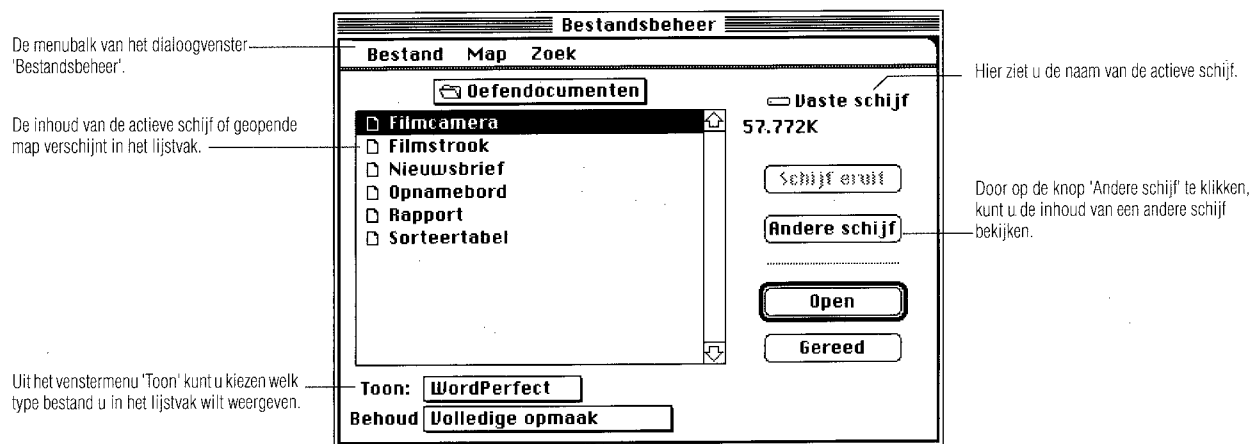 Bestandsbeheer
De menubalk van het dialoogvenster
'Bestandsbeheer'.
Bestand Map Zoek
Hier ziet u de naam van de actieve schijf.
Oefendocumenten
Vaste schijf
57.772K
De inhoud van de actieve schijf of geopende
map verschijnt in het lijstvak.
Filmcamera
Filmstrook
Nieuwsbrief
Opnamebord
Rapport
Sorteertabel
Schijf eruit
Andere schijf
Door op de knop 'Andere schijf' te klikken,
kunt u de inhoud van een andere schijf
bekijken.
Open
Gereed
Uit het venstermenu 'Toon' kunt u kiezen welk
type bestand u in het lijstvak wilt weergeven.
Toon: WordPerfect
Behoud Volledige opmaak